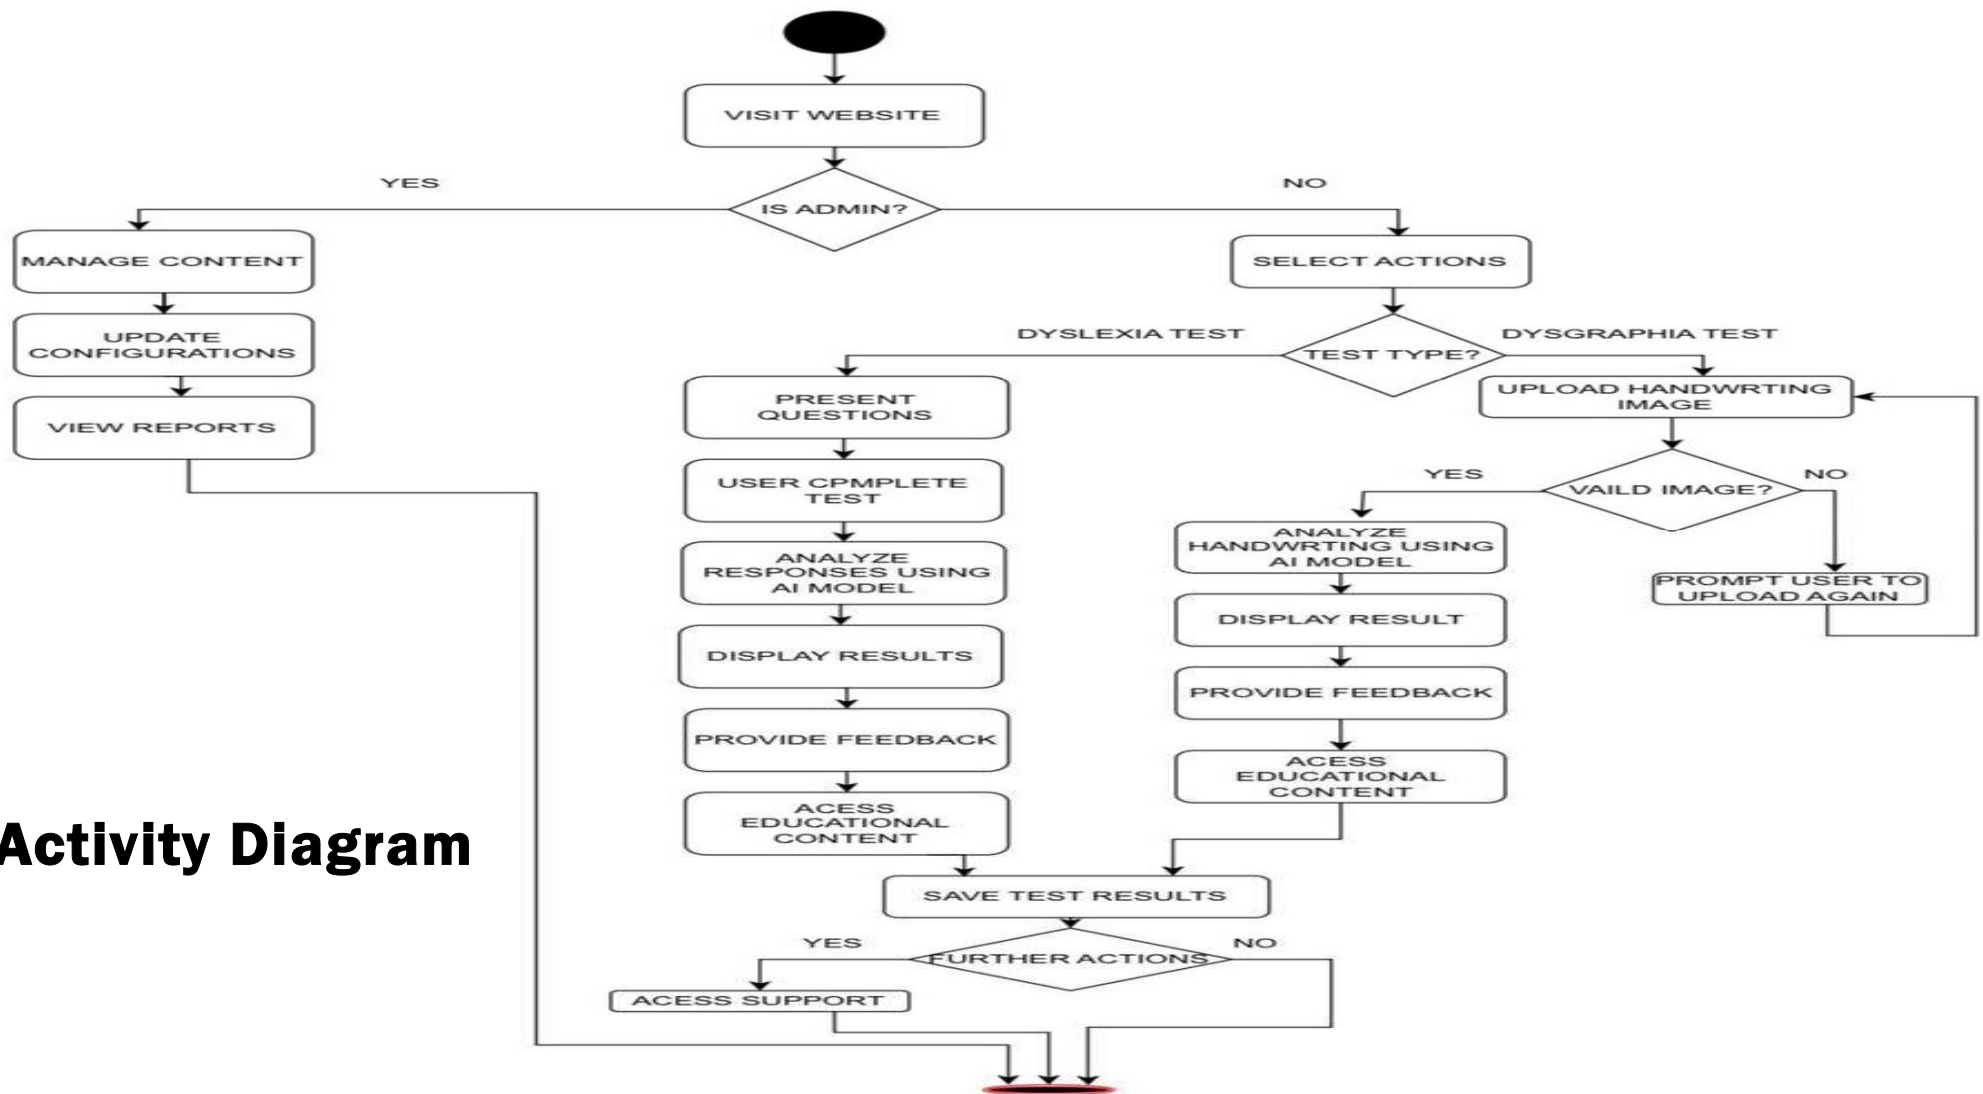 VISIT WEBSITE
YES
NO
IS ADMIN?
MANAGE CONTENT
SELECT ACTIONS
UPDATE
CONFIGURATIONS
DYSLEXIA TEST
DYSGRAPHIA TEST
TEST TYPE?
VIEW REPORTS
PRESENT
QUESTIONS
UPLOAD HANDWRTING
IMAGE
USER CPMPLETE
TEST
YES
NO
VAILD IMAGE?
ANALYZE
RESPONSES USING
AI MODEL
ANALYZE
HANDWRTING USING
AI MODEL
PROMPT USER TO
UPLOAD AGAIN
DISPLAY RESULTS
DISPLAY RESULT
PROVIDE FEEDBACK
PROVIDE FEEDBACK
ACESS
EDUCATIONAL
CONTENT
ACESS
EDUCATIONAL
CONTENT
Activity Diagram
SAVE TEST RESULTS
YES
NO
FURTHER ACTIONS
ACESS SUPPORT